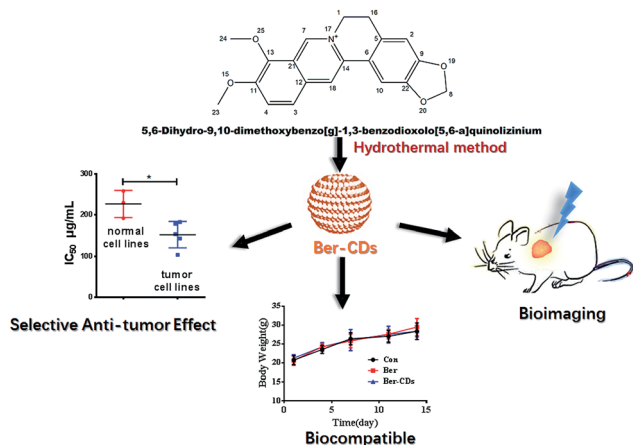 1
16
24
25
O
7
17
N+
5
2
13
9
19
O
15
O
21
6
11
12
14
10
22
8
23
4
3
18
O
20
5,6-Dihydro-9,10-dimethoxybenzo[g]-1,3-benzodioxolo[5,6-a]quinolizinium
Hydrothermal method
Ber-CDs
IC50 μg/mL
300
200
100
0
*
normal
cell lines
tumor
cell lines
Selective Anti-tumor Effect
Bioimaging
Body Weight(g)
35
30
25
20
15
10
0
5
10
15
Con
Ber
Ber-CDs
Time(day)
Biocompatible